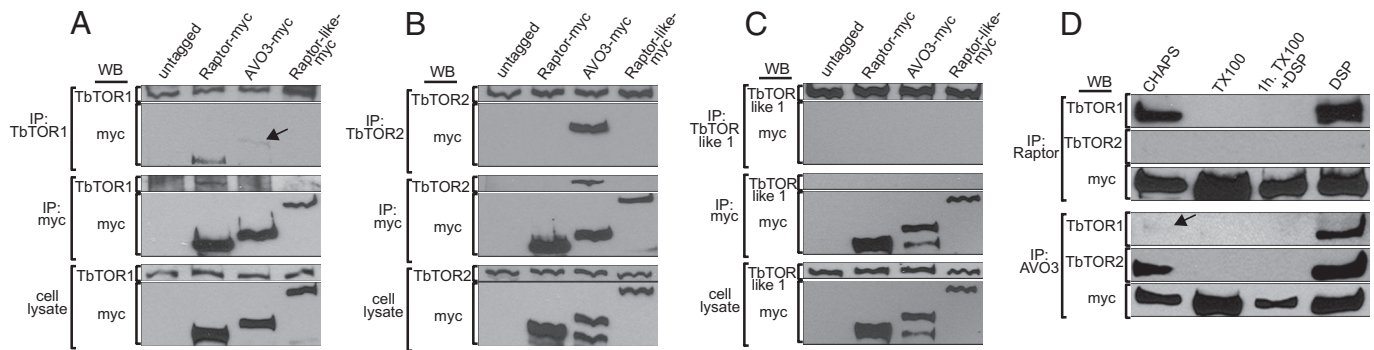 A
WB
untagged
Raptor-myc
AVO3-myc
Raptor-like-
myc
IP:
TbTOR1
TbTOR1
myc
IP:
myc
TbTOR1
myc
cell
lysate
TbTOR1
myc
B
WB
untagged
Raptor-myc
AVO3-myc
Raptor-like-
myc
IP:
TbTOR2
TbTOR2
myc
IP:
myc
TbTOR2
myc
cell
lysate
TbTOR2
myc
C
WB
untagged
Raptor-myc
AVO3-myc
Raptor-like-
myc
IP:
TbTOR
like 1
TbTOR
like 1
myc
IP:
myc
TbTOR
like 1
myc
cell
lysate
TbTOR
like 1
myc
D
WB
CHAPS
TX100
1h. TX100
+DSP
DSP
IP:
Raptor
TbTOR1
TbTOR2
myc
IP:
AVO3
TbTOR1
TbTOR2
myc